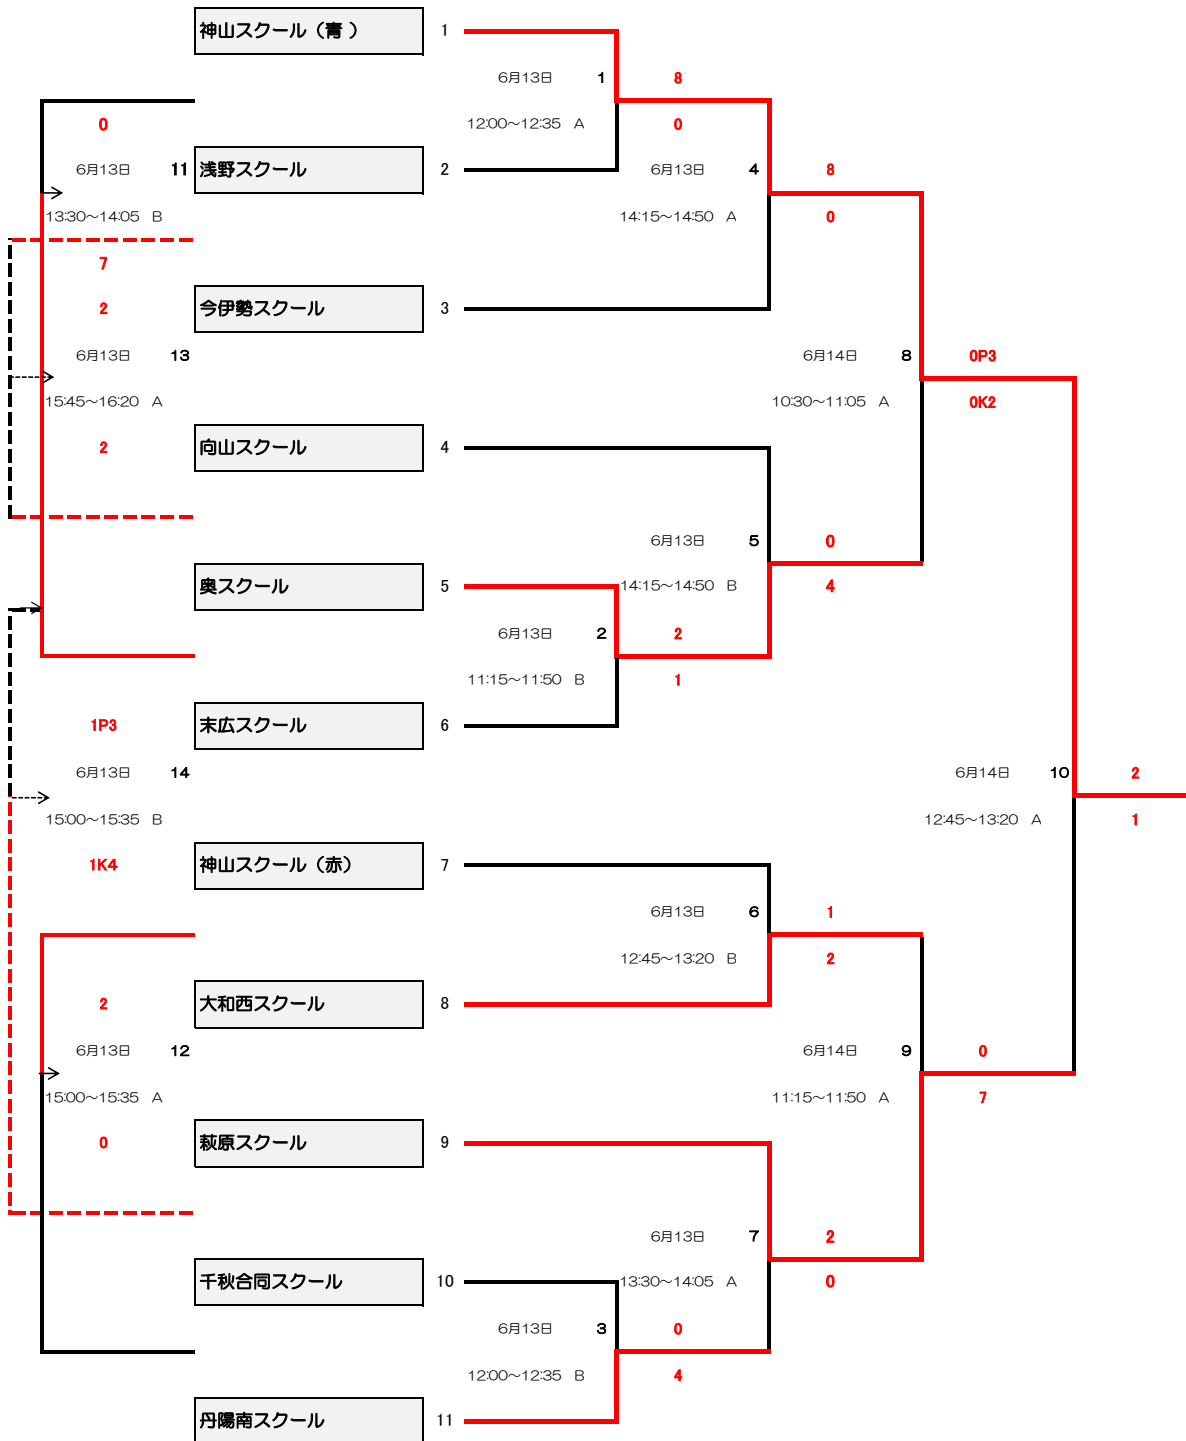 神山スクール（青 ）　1
6月13日　1　8
0　12:00～12:35　A　0
6月13日　11　浅野スクール　2　6月13日　4　8
13:30～14:05　B　14:15～14:50　A　0
7
2　今伊勢スクール　3
6月13日　13　6月14日　8　0P3
15:45～16:20　A　10:30～11:05　A　0K2
2　向山スクール　4
6月13日　5　0
奥スクール　5　14:15～14:50　B　4
6月13日　2　2
11:15～11:50　B　1
1P3　末広スクール　6
6月13日　14　6月14日　10　2
15:00～15:35　B　12:45～13:20　A　1
1K4　神山スクール（赤）　7
6月13日　6　1
12:45～13:20　B　2
2　大和西スクール　8
6月13日　12　6月14日　9　0
15:00～15:35　A　11:15～11:50　A　7
0　萩原スクール　9
6月13日　7　2
千秋合同スクール　10　13:30～14:05　A　0
6月13日　3　0
12:00～12:35　B　4
丹陽南スクール　11